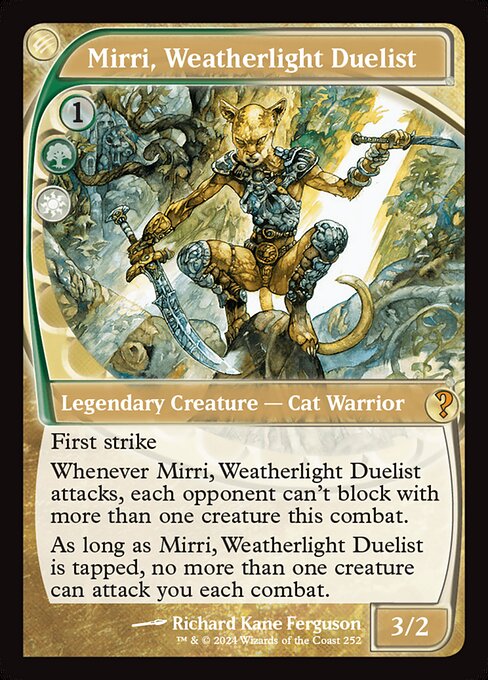 Mirri, Weatherlight Duelist
1
Legendary Creature — Cat Warrior
First strike
Whenever Mirri, Weatherlight Duelist
attacks, each opponent can't block with
more than one creature this combat.
As long as Mirri, Weatherlight Duelist
is tapped, no more than one creature
can attack you each combat.
Richard Kane Ferguson
™ & © 2024 Wizards of the Coast 252
3/2